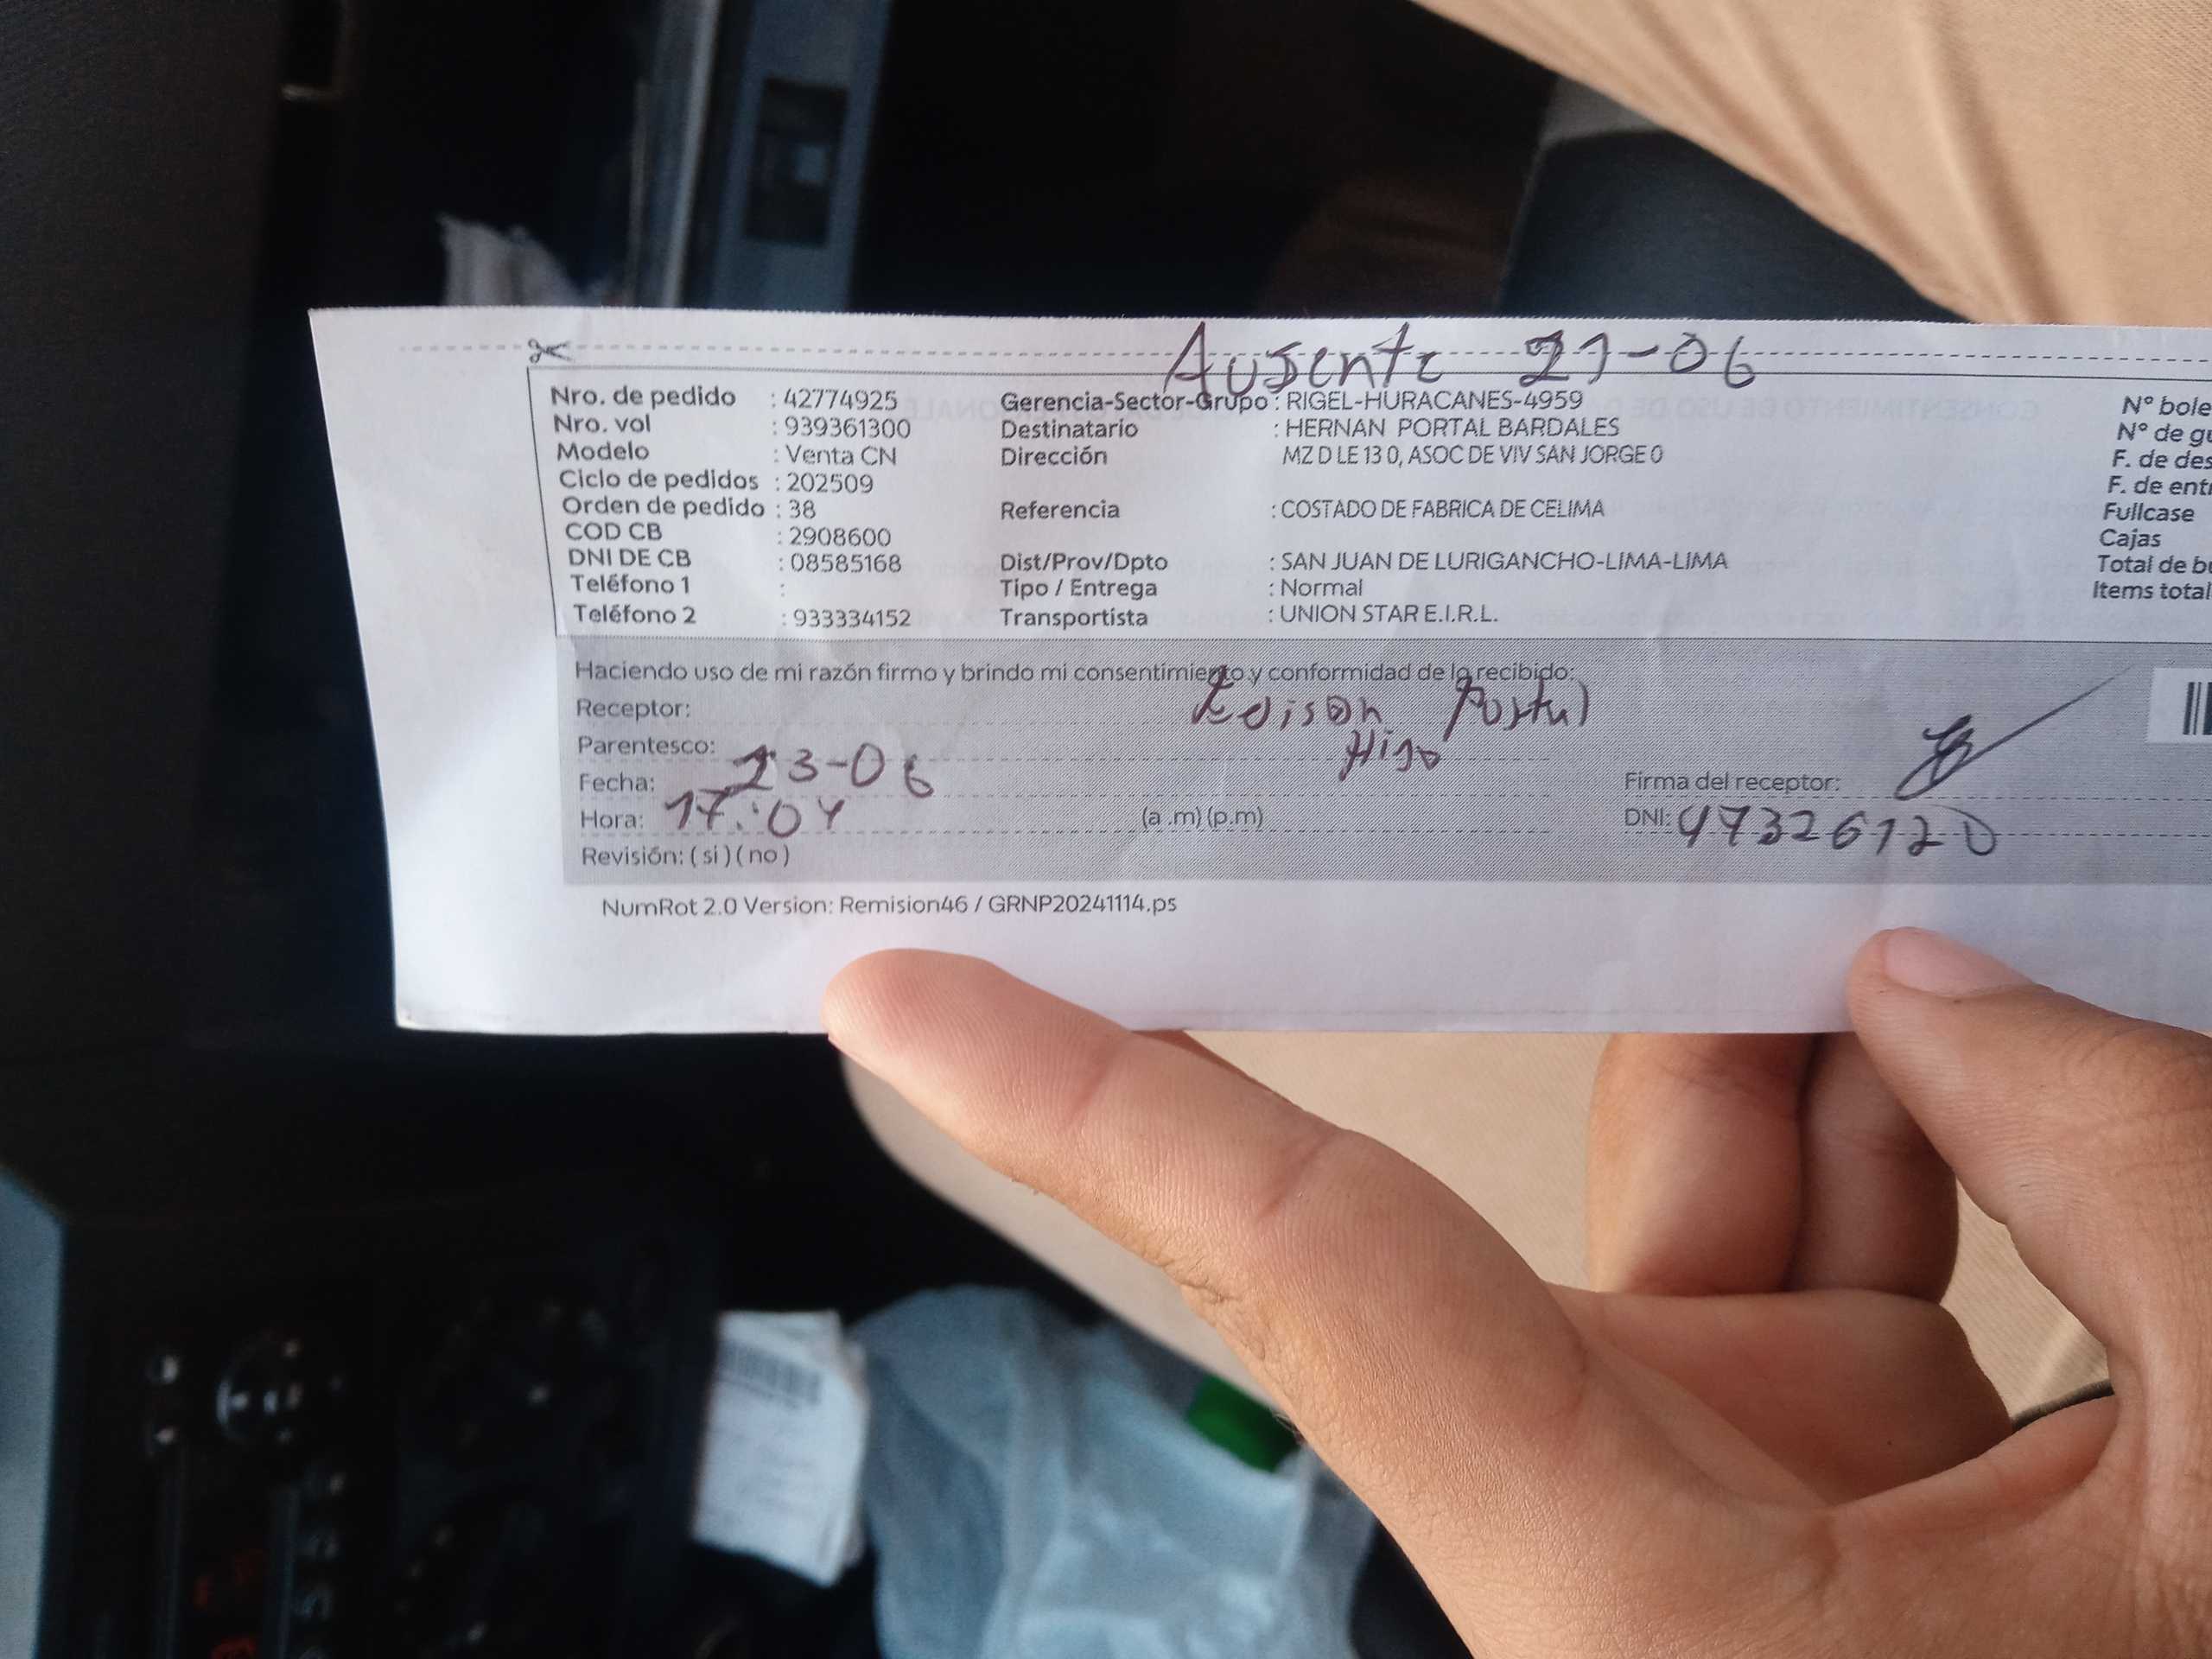 Ausente 21-06
Nro. de pedido : 42774925 Gerencia-Sector-Grupo : RIGEL-HURACANES-4959 N° bole
Nro. vol : 939361300 Destinatario : HERNAN PORTAL BARDALES N° de gu
Modelo : Venta CN Dirección MZ D LE 13 0, ASOC DE VIV SAN JORGE 0 F. de des
Ciclo de pedidos : 202509 F. de entr
Orden de pedido : 38 Referencia : COSTADO DE FABRICA DE CELIMA Fullcase
COD CB : 2908600 Cajas
DNI DE CB : 08585168 Dist/Prov/Dpto : SAN JUAN DE LURIGANCHO-LIMA-LIMA Total de bu
Teléfono 1 : Tipo / Entrega : Normal Items total
Teléfono 2 : 933334152 Transportista : UNION STAR E.I.R.L.
Haciendo uso de mi razón firmo y brindo mi consentimiento y conformidad de lo recibido:
Receptor: Edison Portal
Parentesco: Hijo
Fecha: 23-06 Firma del receptor:
Hora: 17:04 (a .m) (p.m) DNI: 47326120
Revisión: ( si ) ( no )
NumRot 2.0 Version: Remision46 / GRNP20241114.ps